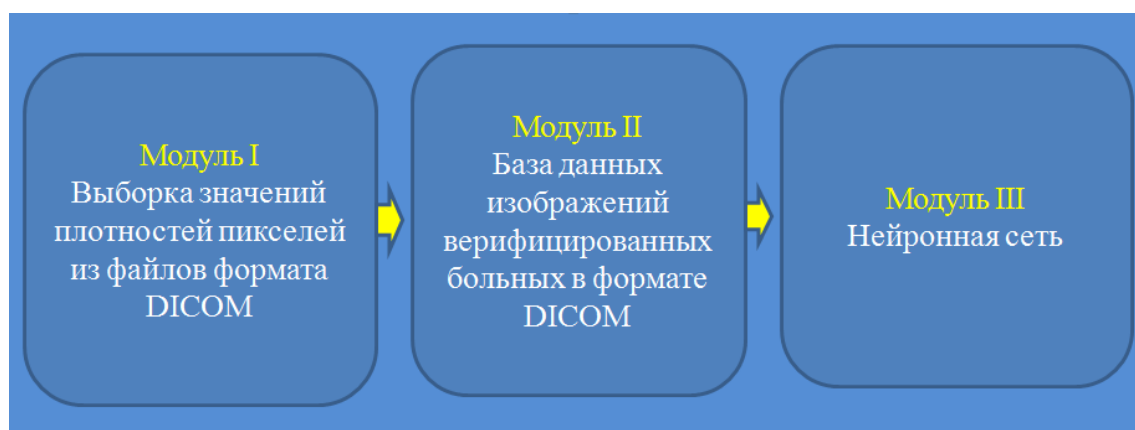 Модуль I
Выборка значений
плотностей пикселей
из файлов формата
DICOM
Модуль II
База данных
изображений
верифицированных
больных в формате
DICOM
Модуль III
Нейронная сеть